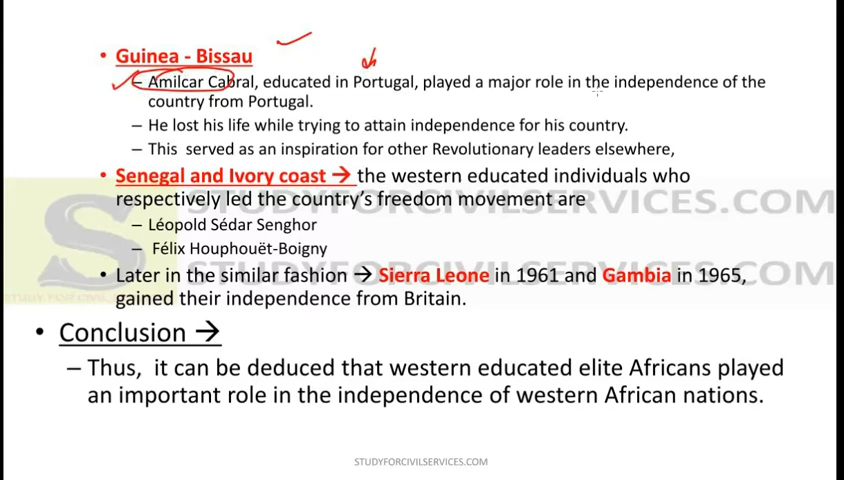 • Guinea - Bissau
– Amilcar Cabral, educated in Portugal, played a major role in the independence of the
country from Portugal.
– He lost his life while trying to attain independence for his country.
– This served as an inspiration for other Revolutionary leaders elsewhere,
• Senegal and Ivory coast → the western educated individuals who
respectively led the country's freedom movement are
STUDYFORCIVILSERVICES.COM
– Léopold Sédar Senghor
– Félix Houphouët-Boigny
• Later in the similar fashion → Sierra Leone in 1961 and Gambia in 1965,
STUDYFORCIVILSERVICES.COM
gained their independence from Britain.
• Conclusion →
– Thus, it can be deduced that western educated elite Africans played
an important role in the independence of western African nations.
STUDYFORCIVILSERVICES.COM